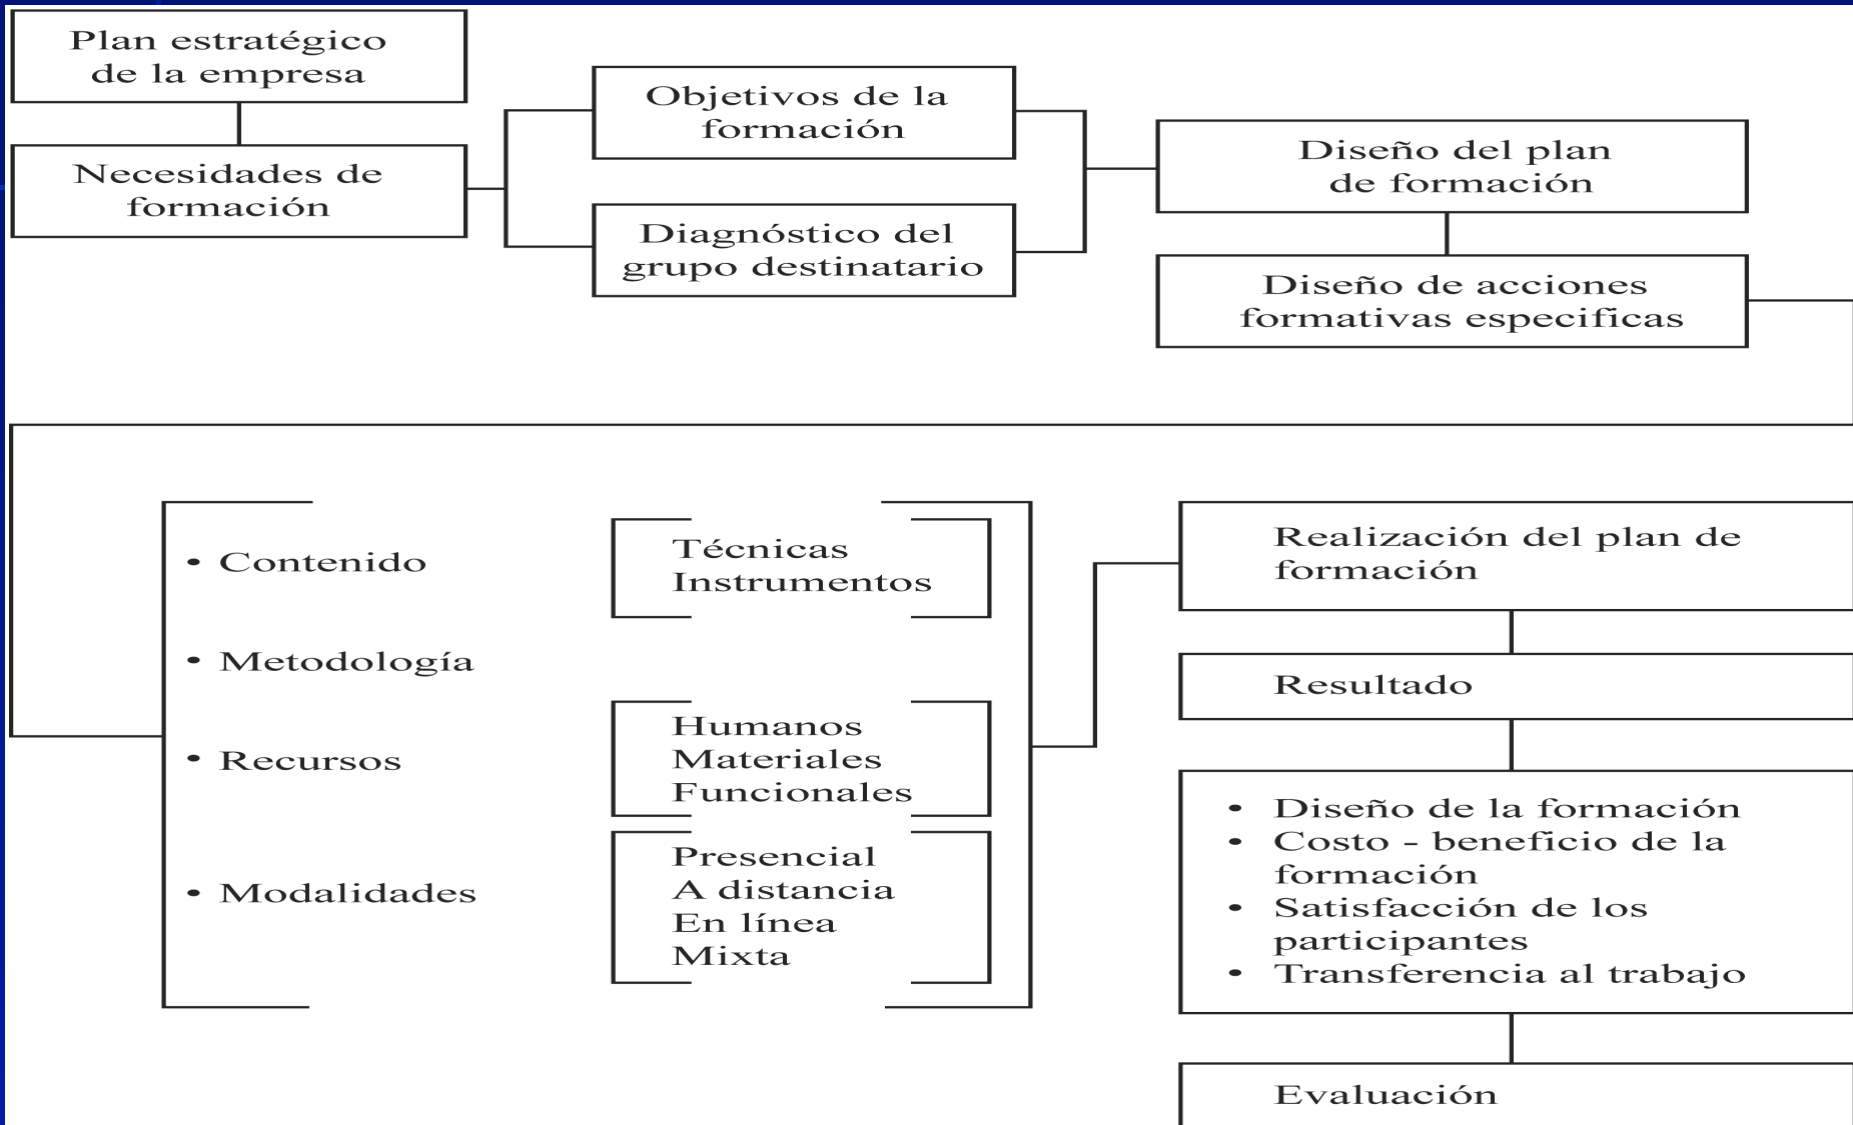 Plan estratégico
de la empresa
Necesidades de
formación
Objetivos de la
formación
Diagnóstico del
grupo destinatario
Diseño del plan
de formación
Diseño de acciones
formativas especificas
• Contenido
• Metodología
• Recursos
• Modalidades
Técnicas
Instrumentos
Humanos
Materiales
Funcionales
Presencial
A distancia
En línea
Mixta
Realización del plan de
formación
Resultado
• Diseño de la formación
• Costo - beneficio de la
formación
• Satisfacción de los
participantes
• Transferencia al trabajo
Evaluación